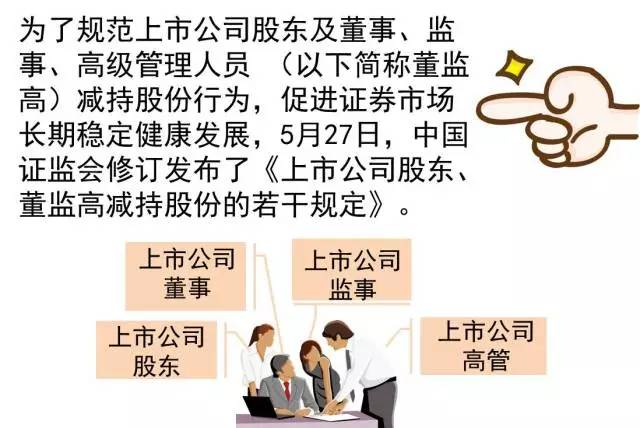 为了规范上市公司股东及董事、监
事、高级管理人员 （以下简称董监
高）减持股份行为，促进证券市场
长期稳定健康发展，5月27日，中国
证监会修订发布了《上市公司股东、
董监高减持股份的若干规定》。
上市公司
董事
上市公司
监事
上市公司
股东
上市公司
高管